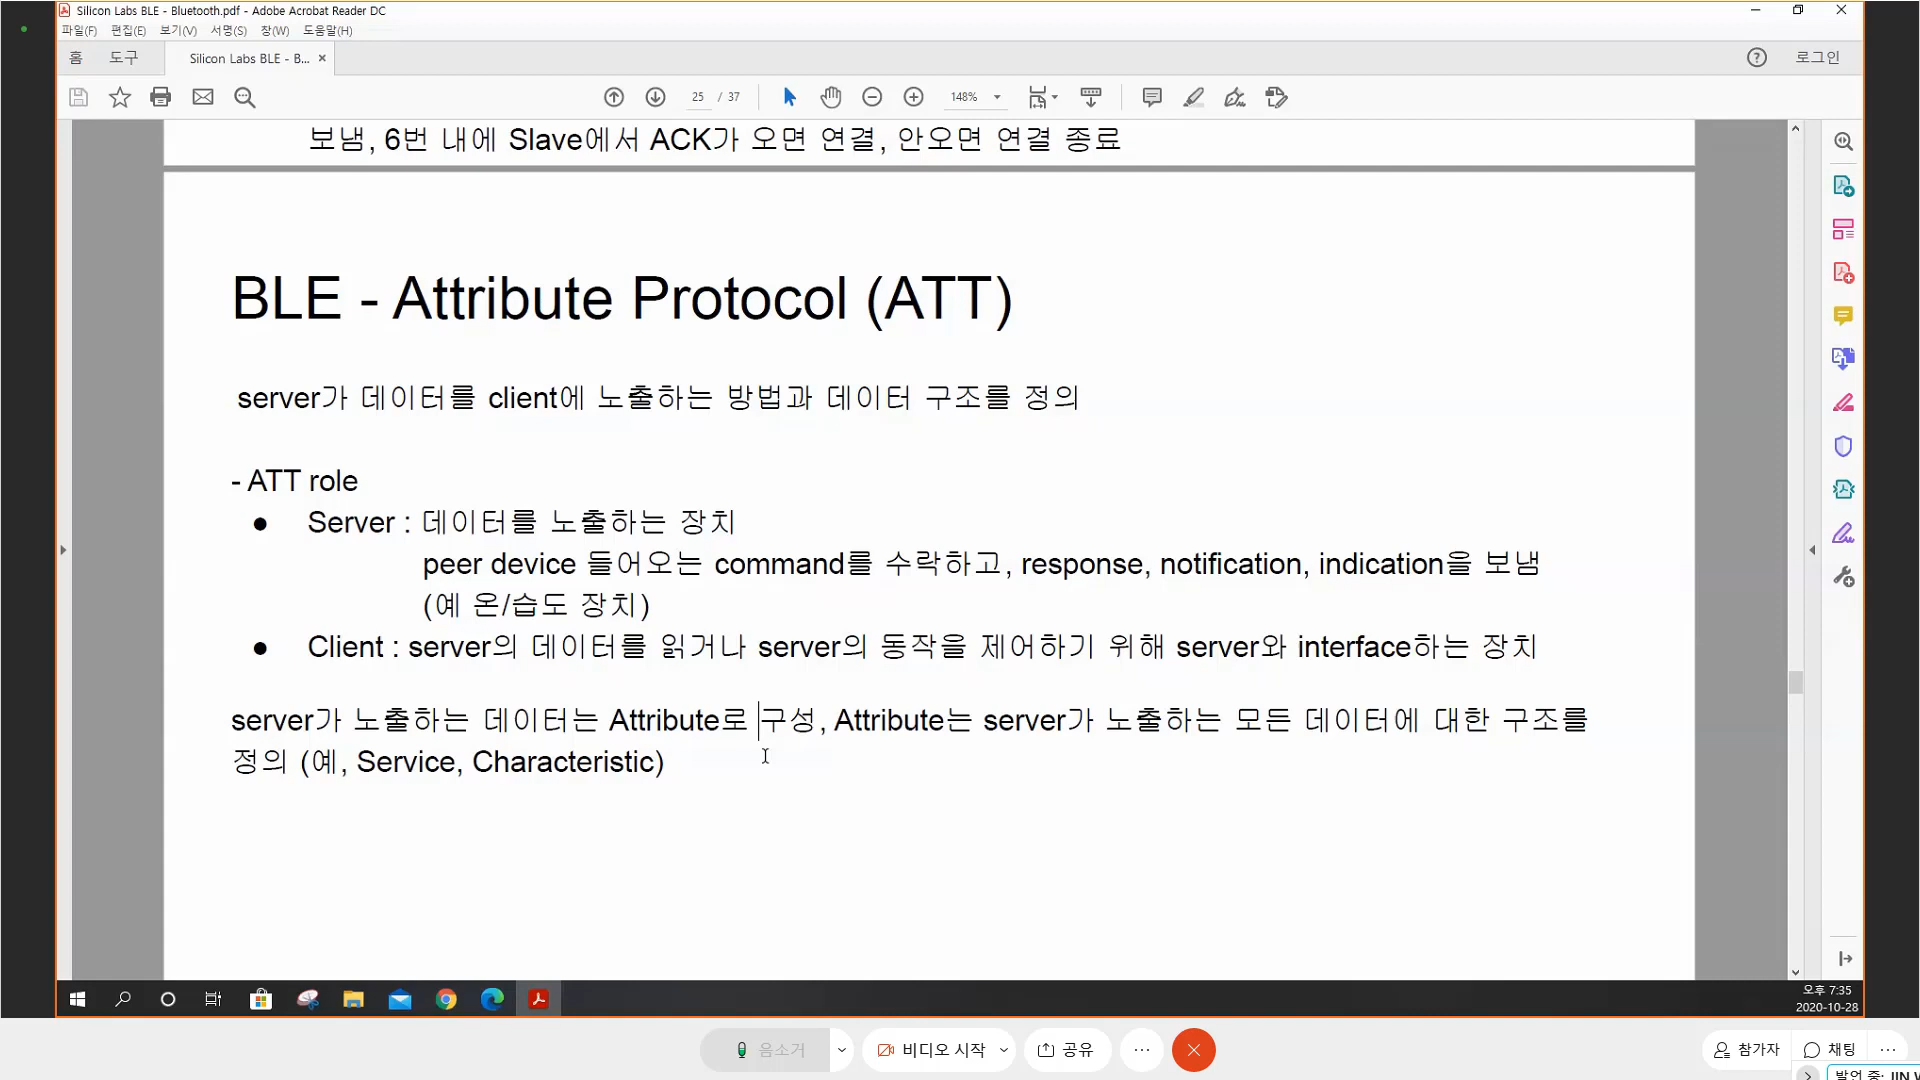 Silicon Labs BLE - Bluetooth.pdf - Adobe Acrobat Reader DC
파일(F) 편집(E) 보기(V) 서명(S) 창(W) 도움말(H)
홈 도구 Silicon Labs BLE - B... × 로그인
25 / 37 148%
보냄, 6번 내에 Slave에서 ACK가 오면 연결, 안오면 연결 종료
BLE - Attribute Protocol (ATT)
server가 데이터를 client에 노출하는 방법과 데이터 구조를 정의
- ATT role
● Server : 데이터를 노출하는 장치
peer device 들어오는 command를 수락하고, response, notification, indication을 보냄
(예 온/습도 장치)
● Client : server의 데이터를 읽거나 server의 동작을 제어하기 위해 server와 interface하는 장치
server가 노출하는 데이터는 Attribute로 구성, Attribute는 server가 노출하는 모든 데이터에 대한 구조를
정의 (예, Service, Characteristic)
오후 7:35
2020-10-28
음소거 비디오 시작 공유 ... 참가자 채팅 ...
발언 중: JIN